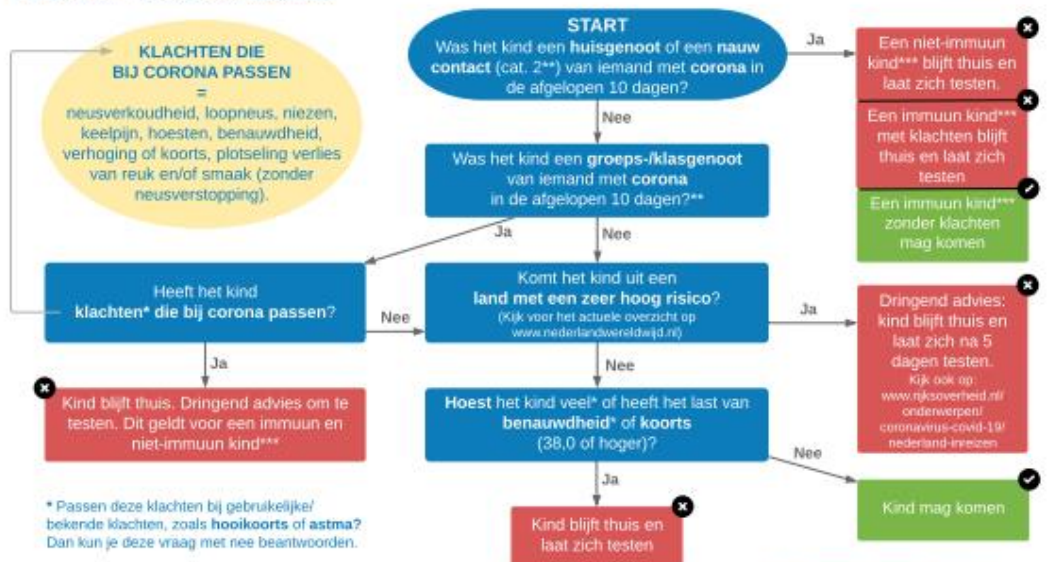 START
Was het kind een huisgenoot of een nauw
contact (cat. 2**) van iemand met corona in
de afgelopen 10 dagen?
Ja
Een niet-immuun
kind*** blijft thuis en
laat zich testen.
Een immuun kind***
met klachten blijft
thuis en laat zich
testen
Een immuun kind***
zonder klachten
mag komen
KLACHTEN DIE
BIJ CORONA PASSEN
=
neusverkoudheid, loopneus, niezen,
keelpijn, hoesten, benauwdheid,
verhoging of koorts, plotseling verlies
van reuk en/of smaak (zonder
neusverstopping).
Nee
Was het kind een groeps-/klasgenoot
van iemand met corona
in de afgelopen 10 dagen?**
Ja
Nee
Heeft het kind
klachten* die bij corona passen?
Nee
Komt het kind uit een
land met een zeer hoog risico?
(Kijk voor het actuele overzicht op
www.nederlandwereldwijd.nl)
Ja
Dringend advies:
kind blijft thuis en
laat zich na 5
dagen testen.
Kijk ook op:
www.rijksoverheid.nl/
onderwerpen/
coronavirus-covid-19/
nederland-inreizen
Ja
Kind blijft thuis. Dringend advies om te
testen. Dit geldt voor een immuun en
niet-immuun kind***
Nee
Hoest het kind veel* of heeft het last van
benauwdheid* of koorts
(38,0 of hoger)?
Nee
Kind mag komen
Ja
Kind blijft thuis en
laat zich testen
* Passen deze klachten bij gebruikelijke/
bekende klachten, zoals hooikoorts of astma?
Dan kun je deze vraag met nee beantwoorden.